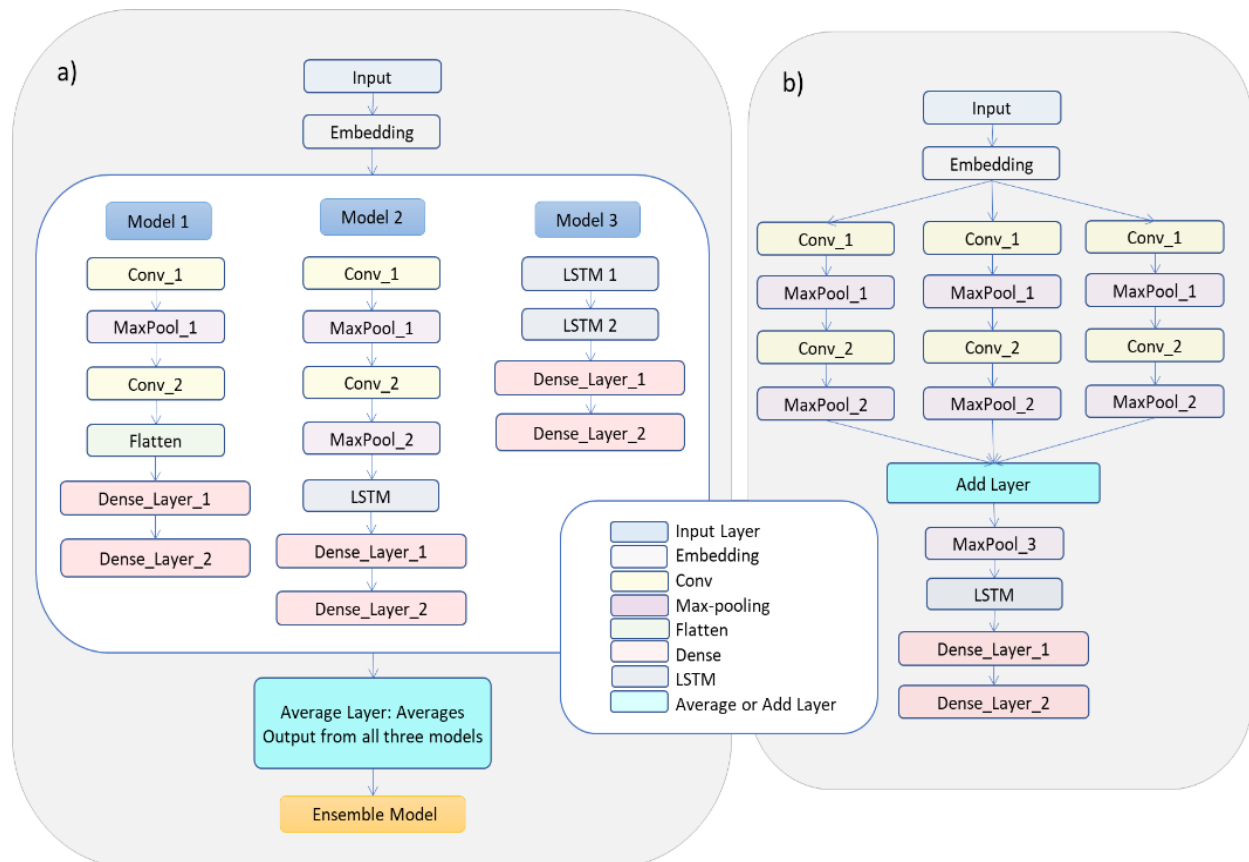 a)
Input
Embedding
Model 1
Conv_1
MaxPool_1
Conv_2
Flatten
Dense_Layer_1
Dense_Layer_2
Model 2
Conv_1
MaxPool_1
Conv_2
MaxPool_2
LSTM
Dense_Layer_1
Dense_Layer_2
Model 3
LSTM 1
LSTM 2
Dense_Layer_1
Dense_Layer_2
Average Layer: Averages
Output from all three models
Ensemble Model
Input Layer
Embedding
Conv
Max-pooling
Flatten
Dense
LSTM
Average or Add Layer
b)
Input
Embedding
Conv_1
MaxPool_1
Conv_2
MaxPool_2
Conv_1
MaxPool_1
Conv_2
MaxPool_2
Conv_1
MaxPool_1
Conv_2
MaxPool_2
Add Layer
MaxPool_3
LSTM
Dense_Layer_1
Dense_Layer_2